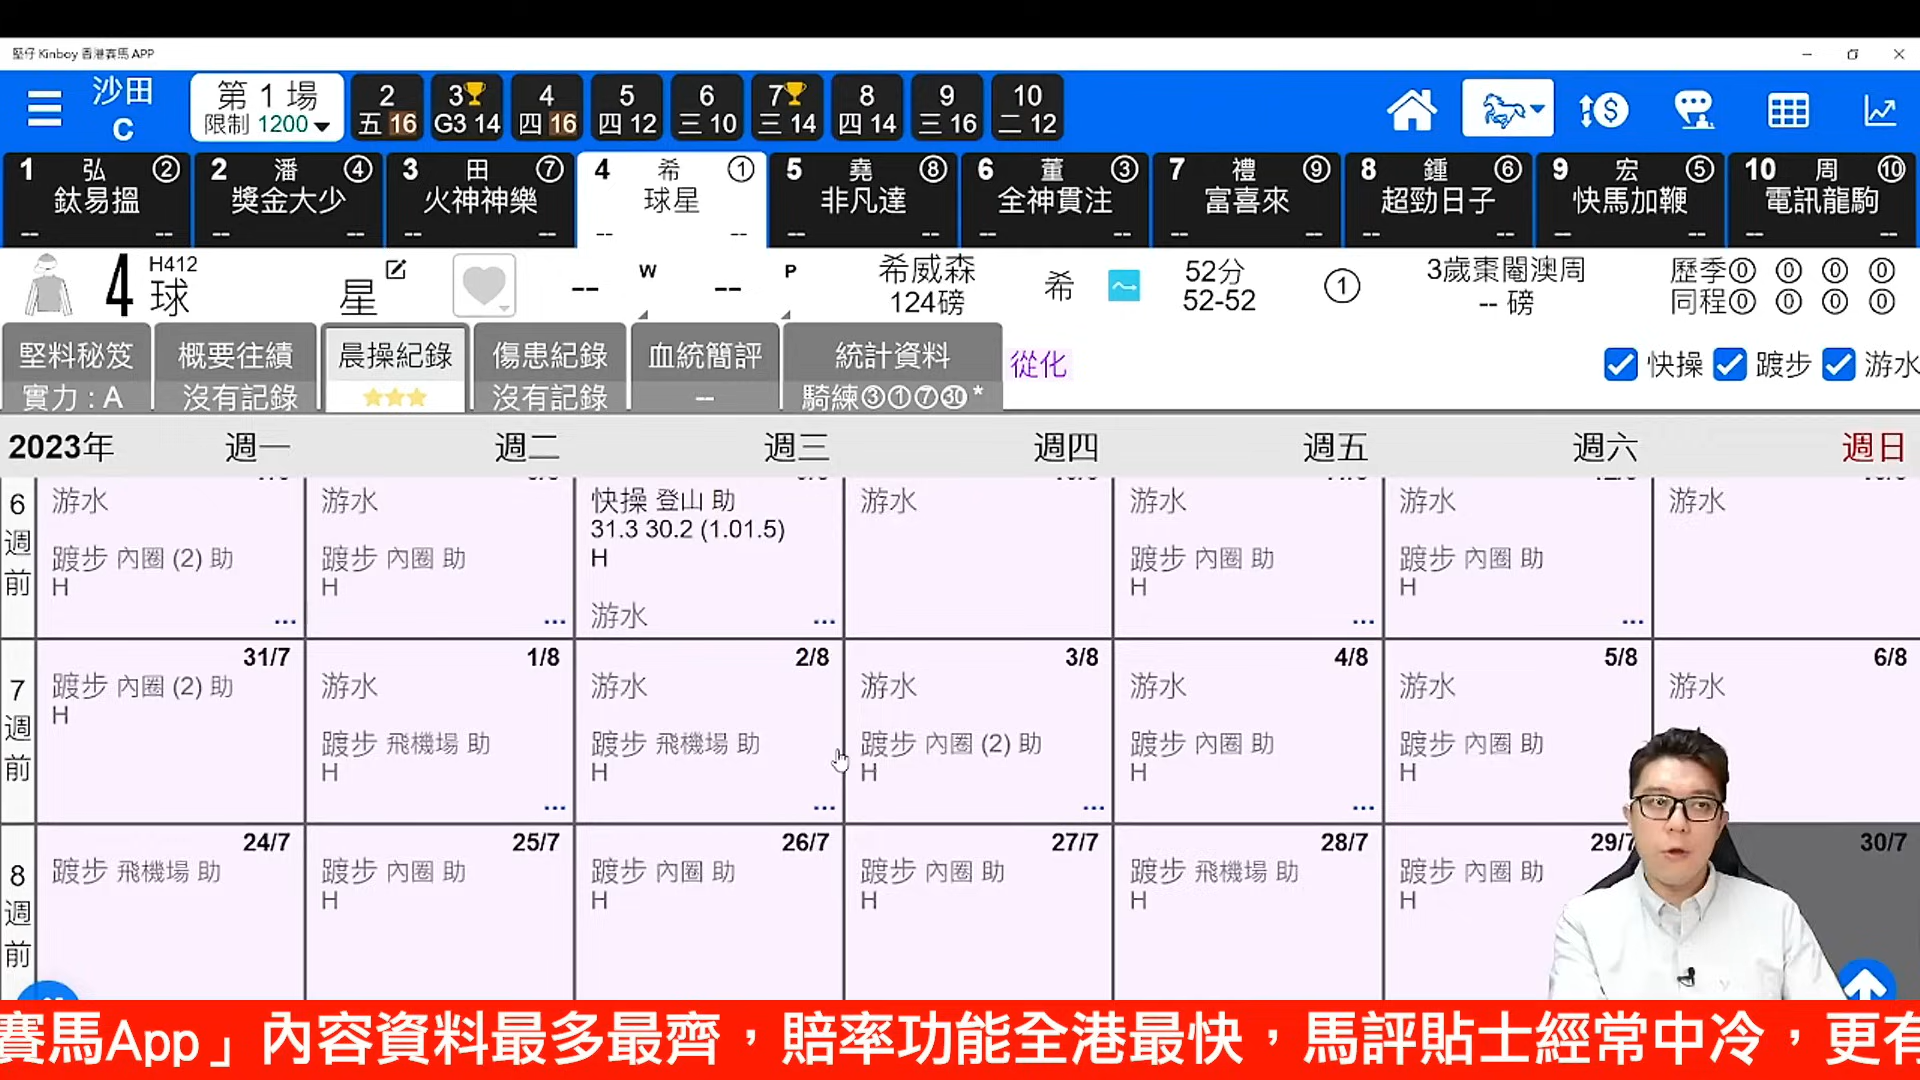 堅仔 Kinboy 香港賽馬 APP
沙田
C
第 1 場
限制 1200
2
五 16
3
G3 14
4
四 16
5
四 12
6
三 10
7
三 14
8
四 14
9
三 16
10
二 12
1 弘 ②
鈦易搵
-- --
2 潘 ④
獎金大少
-- --
3 田 ⑦
火神神樂
-- --
4 希 ①
球星
-- --
5 堯 ⑧
非凡達
-- --
6 董 ③
全神貫注
-- --
7 禮 ⑨
富喜來
-- --
8 鍾 ⑥
超勁日子
-- --
9 宏 ⑤
快馬加鞭
-- --
10 周 ⑩
電訊龍駒
-- --
4
H412
球 星
-- W -- P
希威森
124磅
希
52分
52-52
①
3歲棗閹澳周
-- 磅
歷季⓪ ⓪ ⓪ ⓪
同程⓪ ⓪ ⓪ ⓪
堅料秘笈
實力 : A
概要往績
沒有記錄
晨操紀錄
★★★
傷患紀錄
沒有記錄
血統簡評
--
統計資料
騎練③①⑦㉚ *
從化
快操 踱步 游水
2023年 週一 週二 週三 週四 週五 週六 週日
6週前
游水
踱步 內圈 (2) 助
H
...
游水
踱步 內圈 助
H
...
快操 登山 助
31.3 30.2 (1.01.5)
H
游水
...
游水
游水
踱步 內圈 助
H
...
游水
踱步 內圈 助
H
...
游水
7週前
31/7
踱步 內圈 (2) 助
H
1/8
游水
踱步 飛機場 助
H
...
2/8
游水
踱步 飛機場 助
H
...
3/8
游水
踱步 內圈 (2) 助
H
...
4/8
游水
踱步 內圈 助
H
...
5/8
游水
踱步 內圈 助
H
6/8
游水
8週前
24/7
踱步 飛機場 助
25/7
踱步 內圈 助
H
26/7
踱步 內圈 助
H
27/7
踱步 內圈 助
H
28/7
踱步 飛機場 助
H
29/7
踱步 內圈 助
H
30/7
賽馬App」內容資料最多最齊，賠率功能全港最快，馬評貼士經常中冷，更有